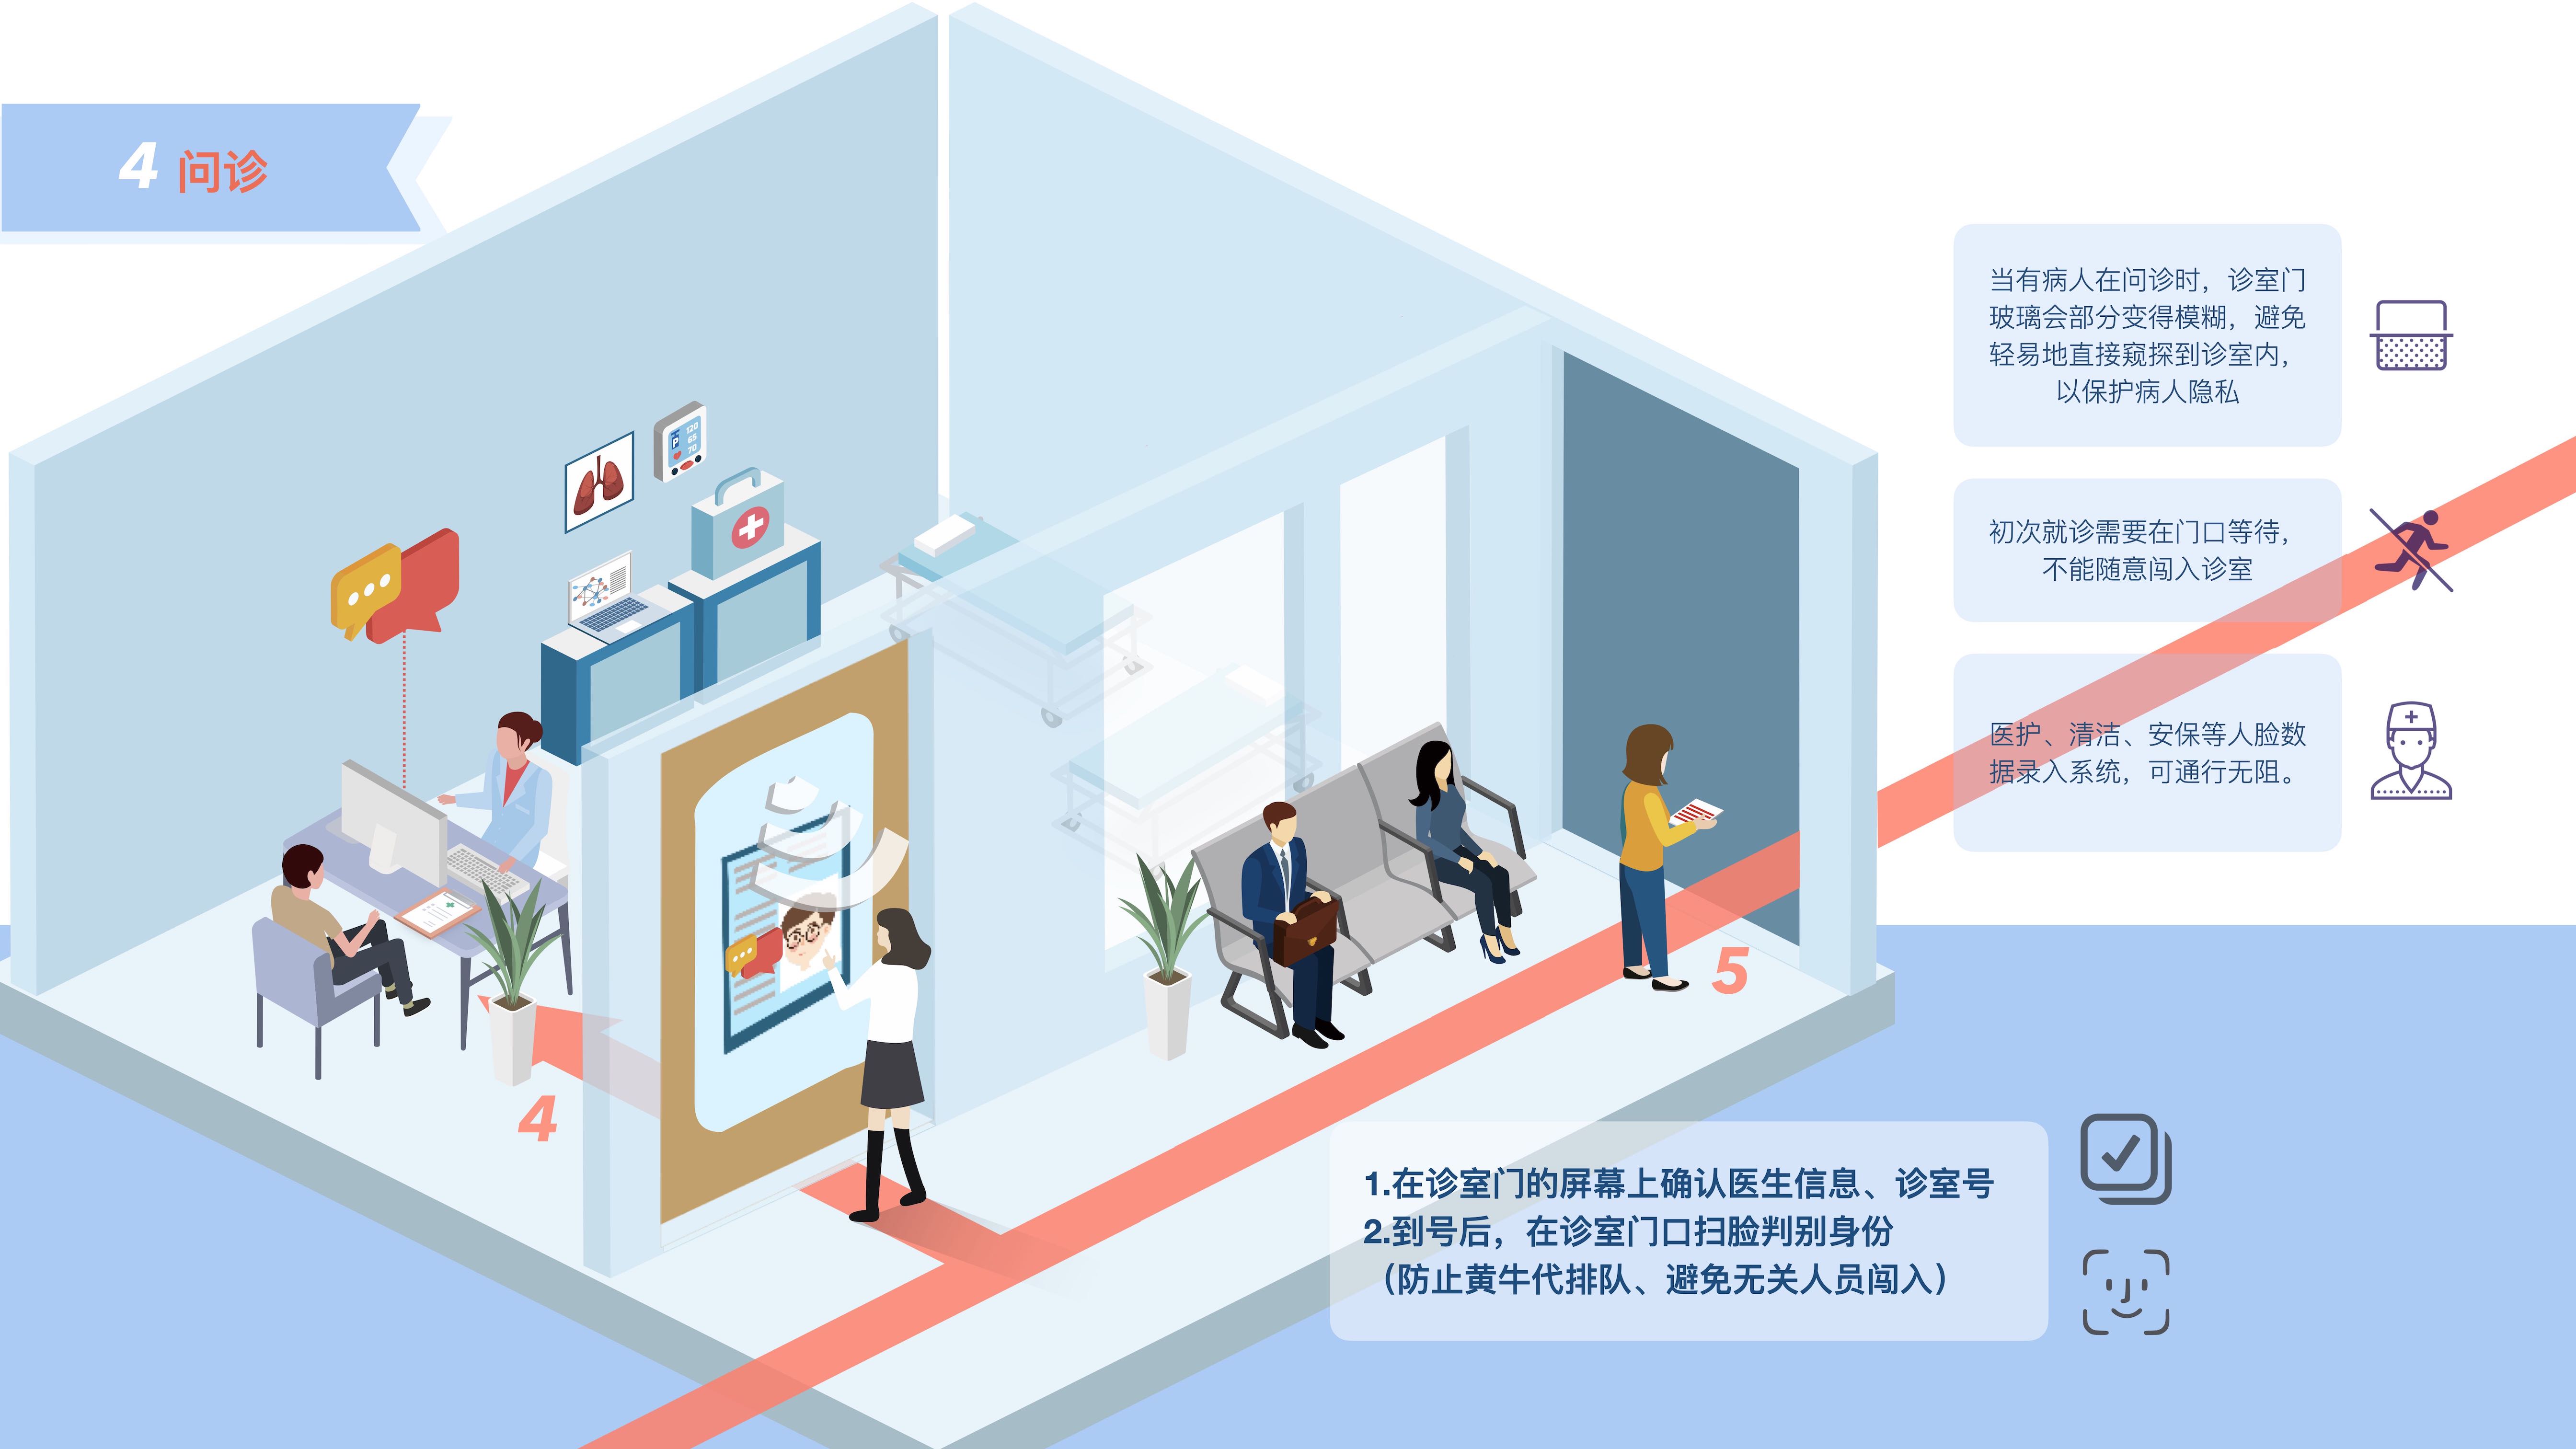 4 问诊
当有病人在问诊时，诊室门
玻璃会部分变得模糊，避免
轻易地直接窥探到诊室内，
以保护病人隐私
初次就诊需要在门口等待，
不能随意闯入诊室
医护、清洁、安保等人脸数
据录入系统，可通行无阻。
P
120
65
70
5
4
1.在诊室门的屏幕上确认医生信息、诊室号
2.到号后，在诊室门口扫脸判别身份
（防止黄牛代排队、避免无关人员闯入）